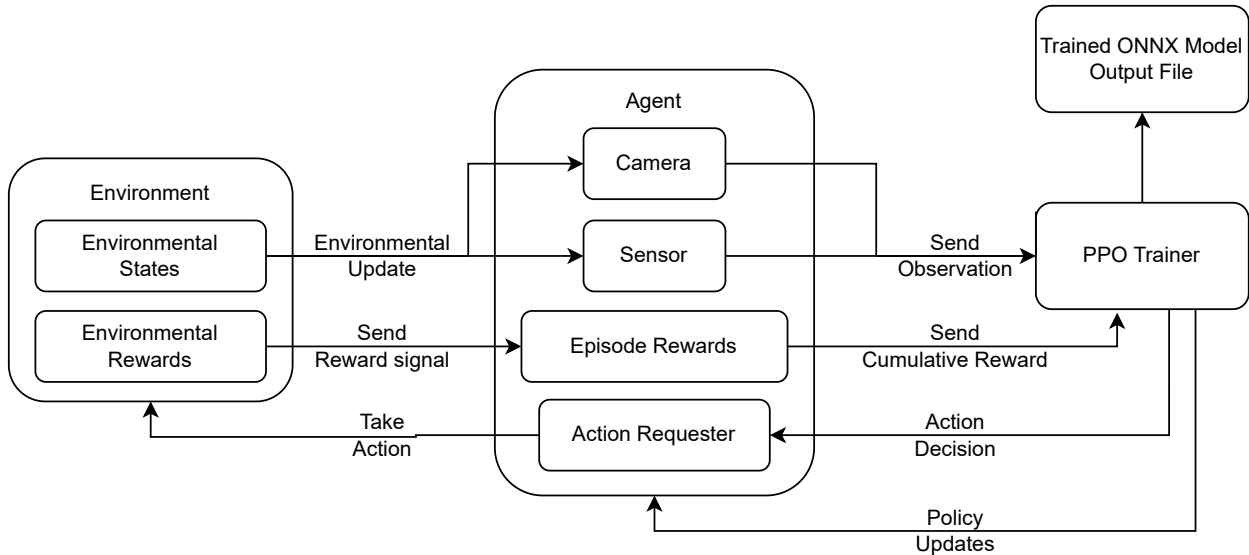 Trained ONNX Model
Output File
Agent
Camera
Environment
Environmental
States
Environmental
Update
Sensor
Send
Observation
PPO Trainer
Environmental
Rewards
Send
Reward signal
Episode Rewards
Send
Cumulative Reward
Take
Action
Action Requester
Action
Decision
Policy
Updates